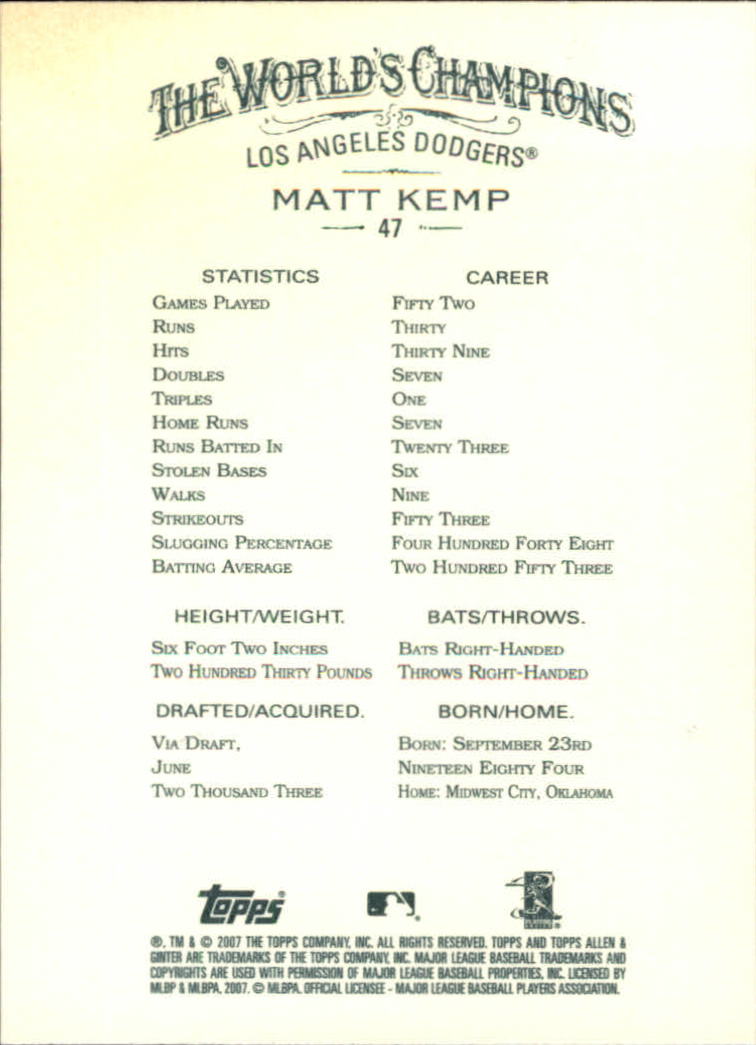 THE WORLD'S CHAMPIONS
LOS ANGELES DODGERS®
MATT KEMP
47
STATISTICS CAREER
GAMES PLAYED FIFTY TWO
RUNS THIRTY
HITS THIRTY NINE
DOUBLES SEVEN
TRIPLES ONE
HOME RUNS SEVEN
RUNS BATTED IN TWENTY THREE
STOLEN BASES SIX
WALKS NINE
STRIKEOUTS FIFTY THREE
SLUGGING PERCENTAGE FOUR HUNDRED FORTY EIGHT
BATTING AVERAGE TWO HUNDRED FIFTY THREE
HEIGHT/WEIGHT. BATS/THROWS.
SIX FOOT TWO INCHES BATS RIGHT-HANDED
TWO HUNDRED THIRTY POUNDS THROWS RIGHT-HANDED
DRAFTED/ACQUIRED. BORN/HOME.
VIA DRAFT, BORN: SEPTEMBER 23RD
JUNE NINETEEN EIGHTY FOUR
TWO THOUSAND THREE HOME: MIDWEST CITY, OKLAHOMA
Topps®
®, TM & © 2007 THE TOPPS COMPANY, INC. ALL RIGHTS RESERVED. TOPPS AND TOPPS ALLEN &
GINTER ARE TRADEMARKS OF THE TOPPS COMPANY, INC. MAJOR LEAGUE BASEBALL TRADEMARKS AND
COPYRIGHTS ARE USED WITH PERMISSION OF MAJOR LEAGUE BASEBALL PROPERTIES, INC. LICENSED BY
MLBP & MLBPA, 2007. © MLBPA. OFFICIAL LICENSEE - MAJOR LEAGUE BASEBALL PLAYERS ASSOCIATION.